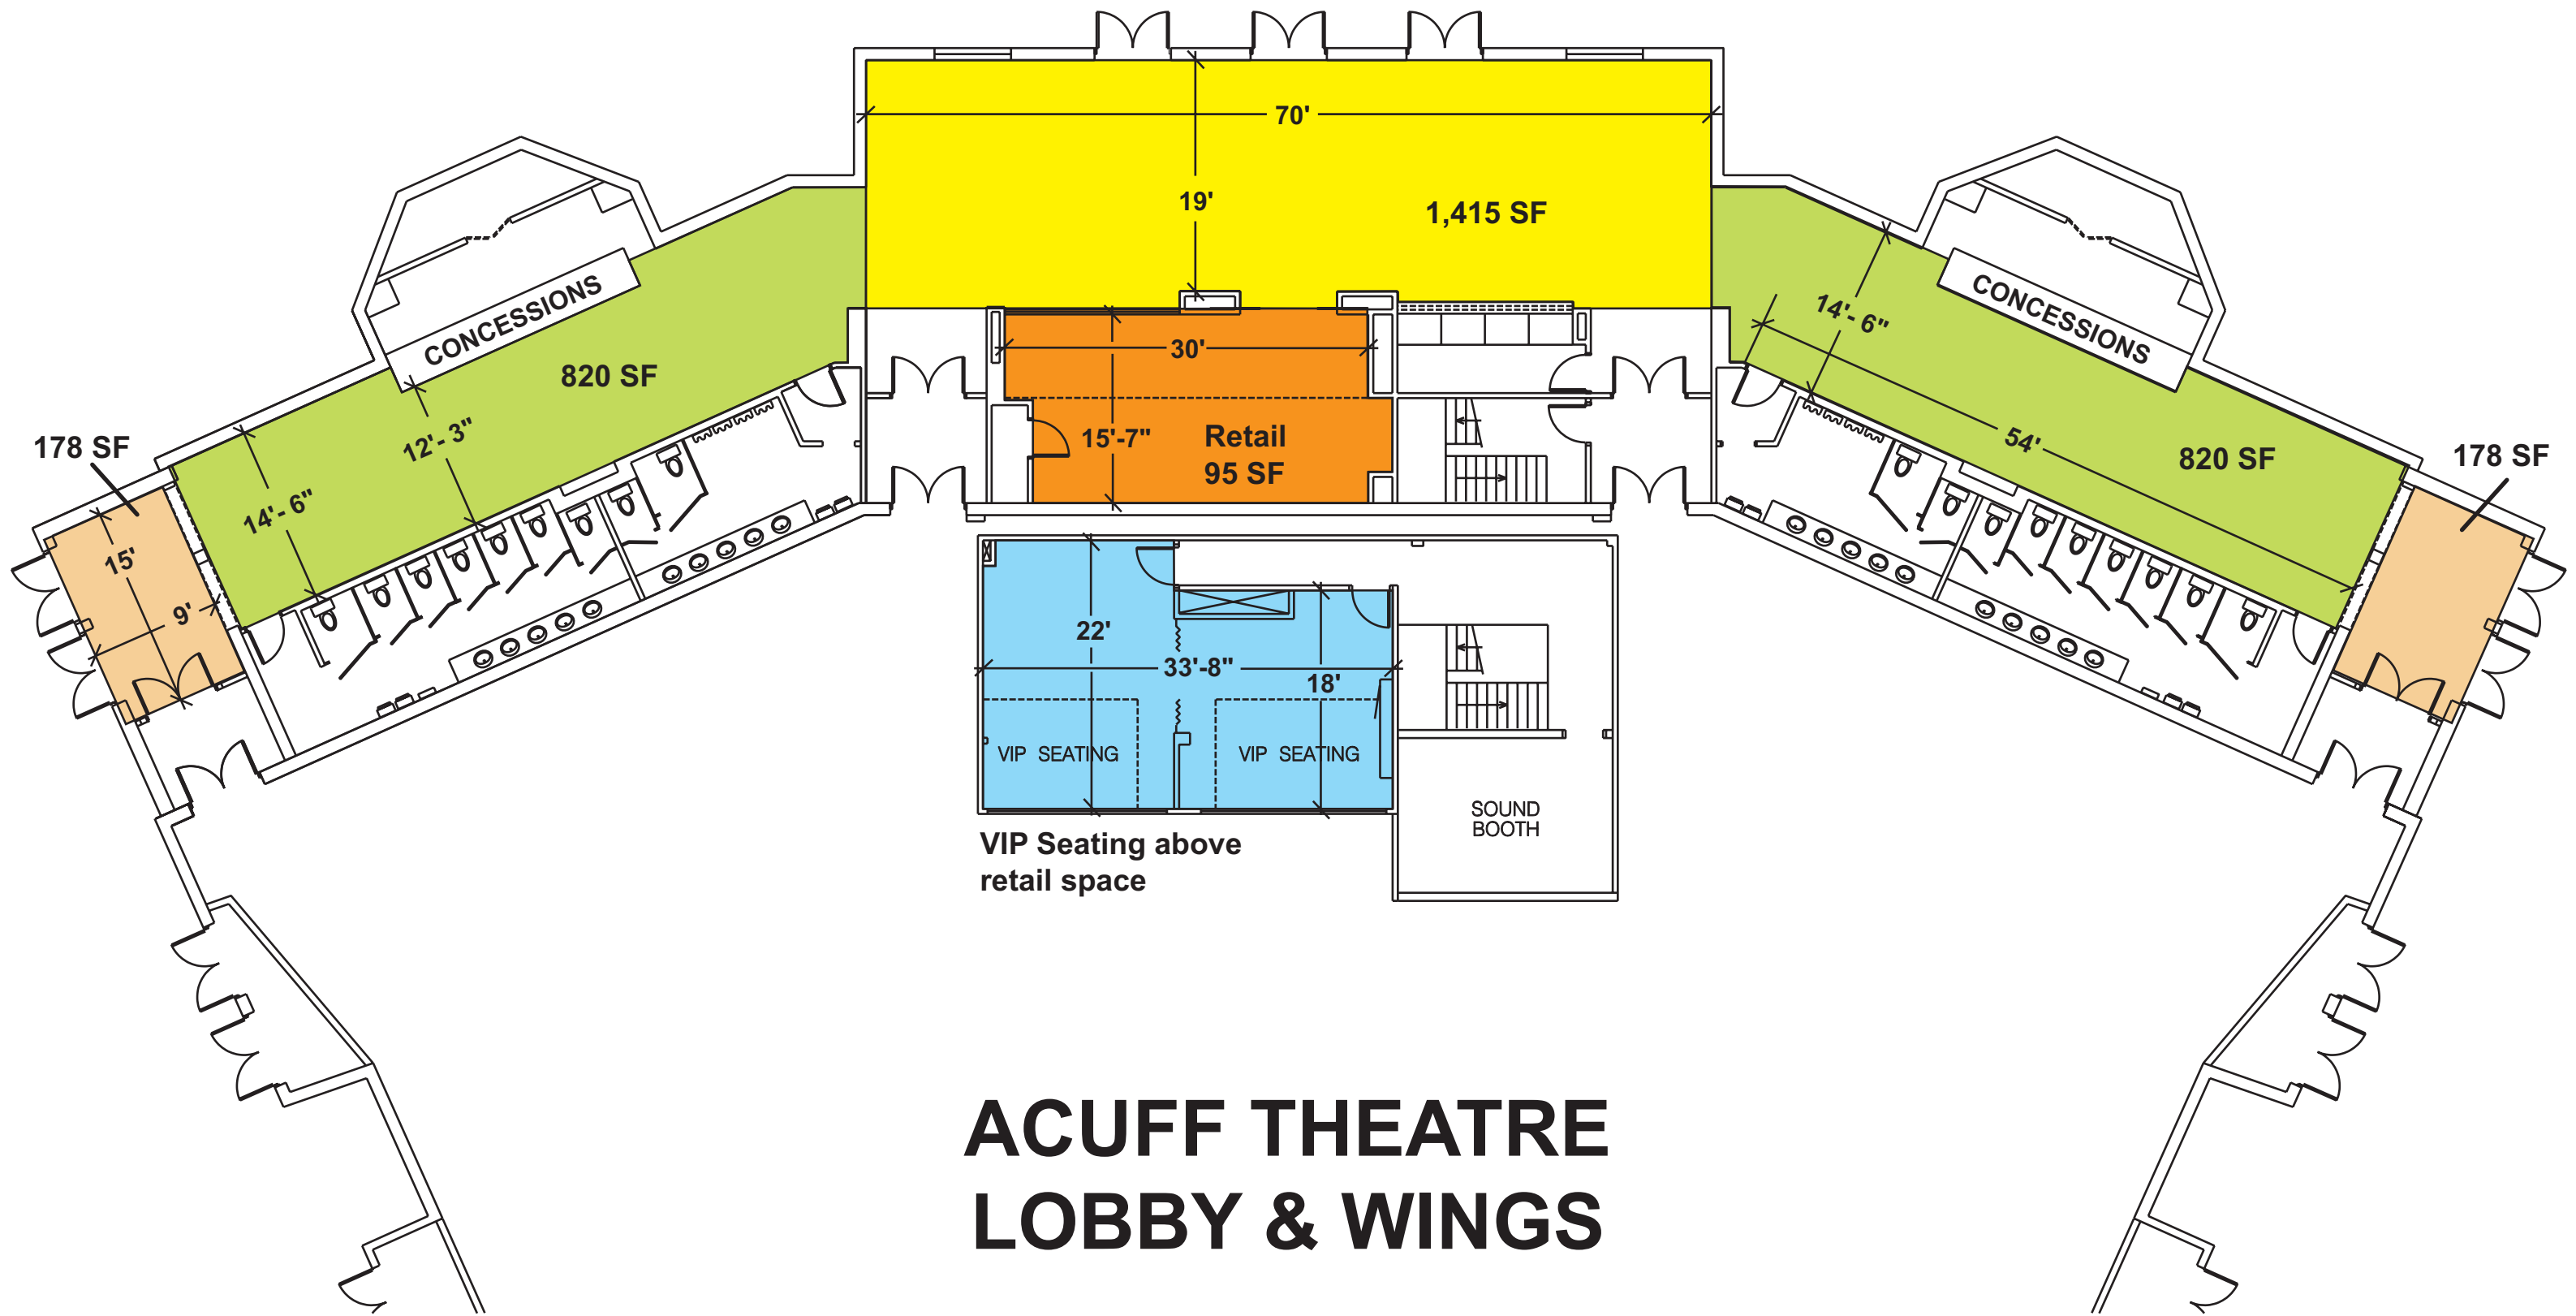 70'
19'
1,415 SF
CONCESSIONS
820 SF
12'- 3"
14'- 6"
178 SF
15'
9'
30'
15'-7"
Retail
95 SF
CONCESSIONS
14'- 6"
54'
820 SF
178 SF
22'
33'-8"
18'
VIP SEATING
VIP SEATING
SOUND
BOOTH
VIP Seating above
retail space
ACUFF THEATRE
LOBBY & WINGS